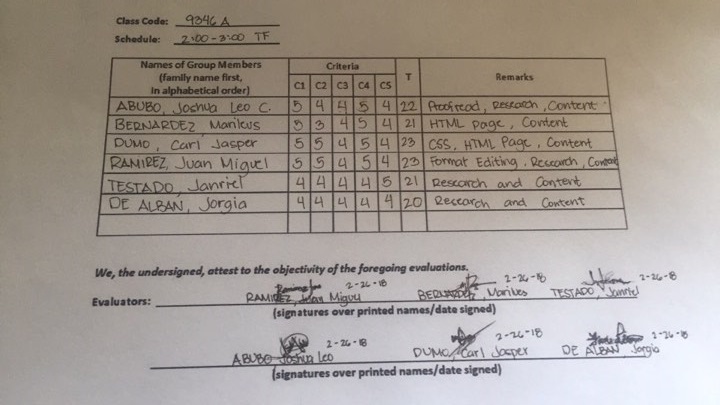 Class Code: 9346 A
Schedule: 2:00 - 3:00 TF
Names of Group Members (family name first, in alphabetical order) Criteria T Remarks
C1 C2 C3 C4 C5
ABUBO, Joshua Leo C. 5 4 4 5 4 22 Proofread, Research, Content
BERNARDEZ Marilus 5 3 4 5 4 21 HTML Page, Content
DUMO, Carl Jasper 5 5 4 5 4 23 CSS, HTML Page, Content
RAMIREZ, Juan Miguel 5 5 4 5 4 23 Format Editing, Research, Content
TESTADO, Janriel 4 4 4 4 5 21 Research and Content
DE ALBAN, Jorgia 4 4 4 4 4 20 Research and Content
We, the undersigned, attest to the objectivity of the foregoing evaluations.
2-26-18 2-26-18 2-26-18
Evaluators: RAMIREZ, Juan Miguel BERNARDEZ, TESTADO, Janriel
(signatures over printed names/date signed)
2-26-18 2-26-18 2-26-18
ABUBO Joshua Leo DUMO, Carl Jasper DE ALBAN Jorgia
(signatures over printed names/date signed)